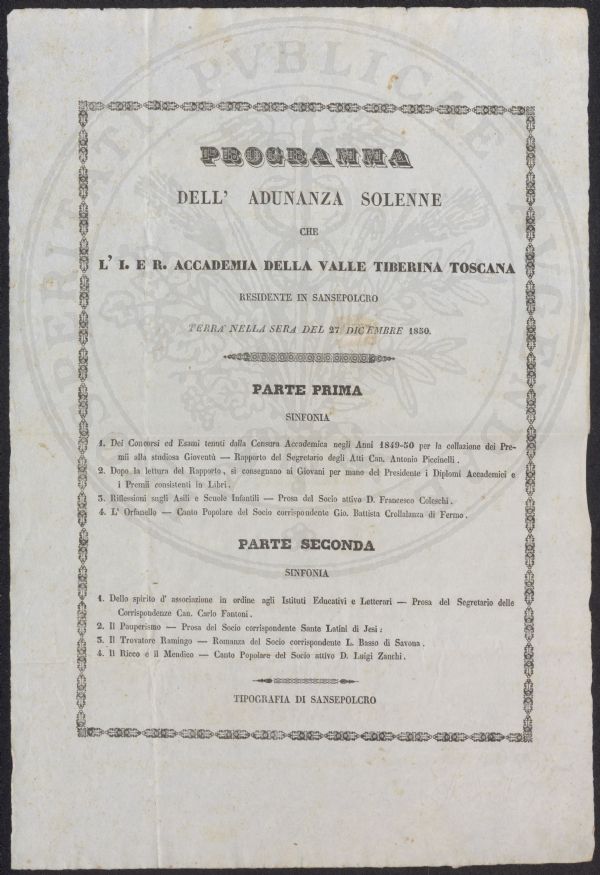 PROGRAMMA
DELL' ADUNANZA SOLENNE
CHE
L' I. E R. ACCADEMIA DELLA VALLE TIBERINA TOSCANA
RESIDENTE IN SANSEPOLCRO
TERRA' NELLA SERA DEL 27 DICEMBRE 1850.
PARTE PRIMA
SINFONIA
1. Dei Concorsi ed Esami tenuti dalla Censura Accademica negli Anni 1849-50 per la collazione dei Pre-
mii alla studiosa Gioventù — Rapporto del Segretario degli Atti Can. Antonio Piccinelli.
2. Dopo la lettura del Rapporto, si consegnano ai Giovani per mano del Presidente i Diplomi Accademici e
i Premii consistenti in Libri.
3. Riflessioni sugli Asili e Scuole Infantili — Prosa del Socio attivo D. Francesco Coleschi.
4. L' Orfanello — Canto Popolare del Socio corrispondente Gio. Battista Crollalanza di Fermo.
PARTE SECONDA
SINFONIA
1. Dello spirito d' associazione in ordine agli Istituti Educativi e Letterari — Prosa del Segretario delle
Corrispondenze Can. Carlo Fantoni.
2. Il Pauperismo — Prosa del Socio corrispondente Sante Latini di Jesi:
3. Il Trovatore Ramingo — Romanza del Socio corrispondente L. Basso di Savona.
4. Il Ricco e il Mendico — Canto Popolare del Socio attivo D. Luigi Zanchi.
TIPOGRAFIA DI SANSEPOLCRO